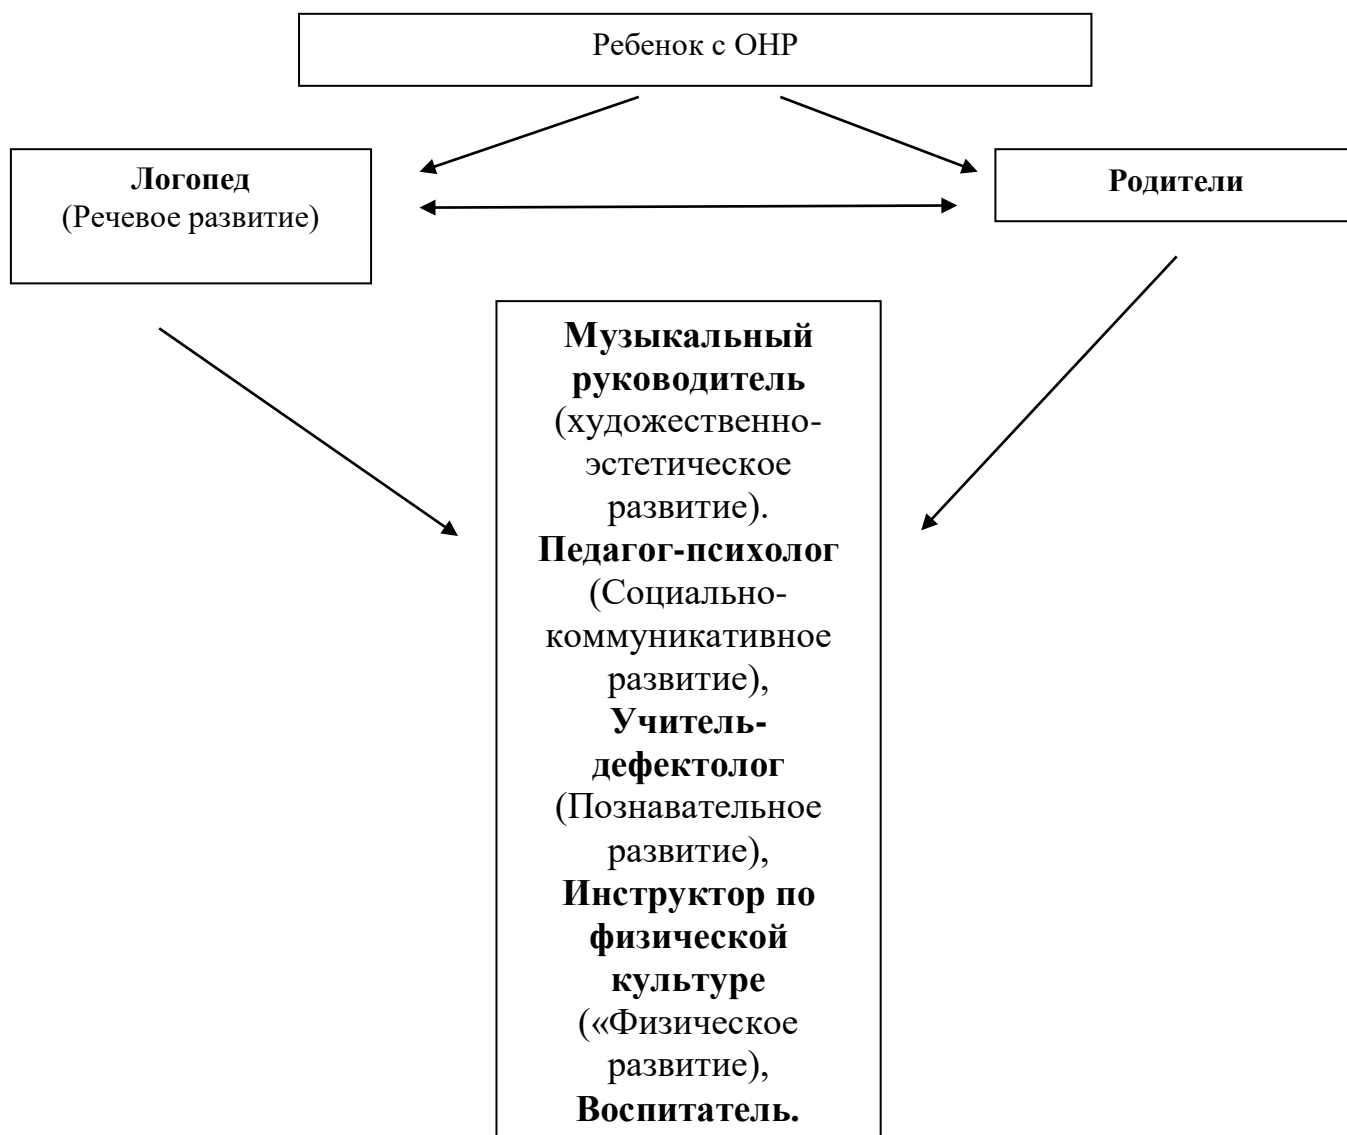 Ребенок с ОНР
Логопед
(Речевое развитие)
Родители
Музыкальный
руководитель
(художественно-
эстетическое
развитие).
Педагог-психолог
(Социально-
коммуникативное
развитие),
Учитель-
дефектолог
(Познавательное
развитие),
Инструктор по
физической
культуре
(«Физическое
развитие),
Воспитатель.